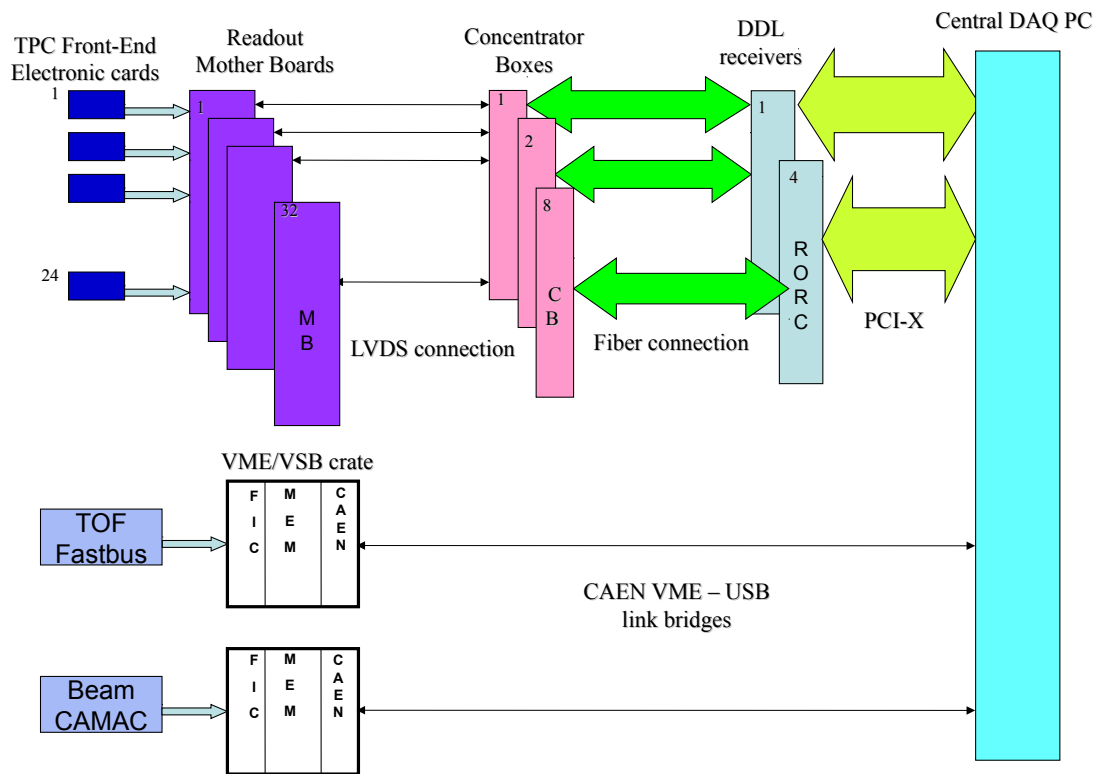 Central DAQ PC
TPC Front-End
Electronic cards
Readout
Mother Boards
Concentrator
Boxes
DDL
receivers
1
24
1
32
M
B
1
2
8
C
B
1
4
R
O
R
C
LVDS connection
Fiber connection
PCI-X
VME/VSB crate
TOF
Fastbus
F
I
C
M
E
M
C
A
E
N
CAEN VME – USB
link bridges
Beam
CAMAC
F
I
C
M
E
M
C
A
E
N